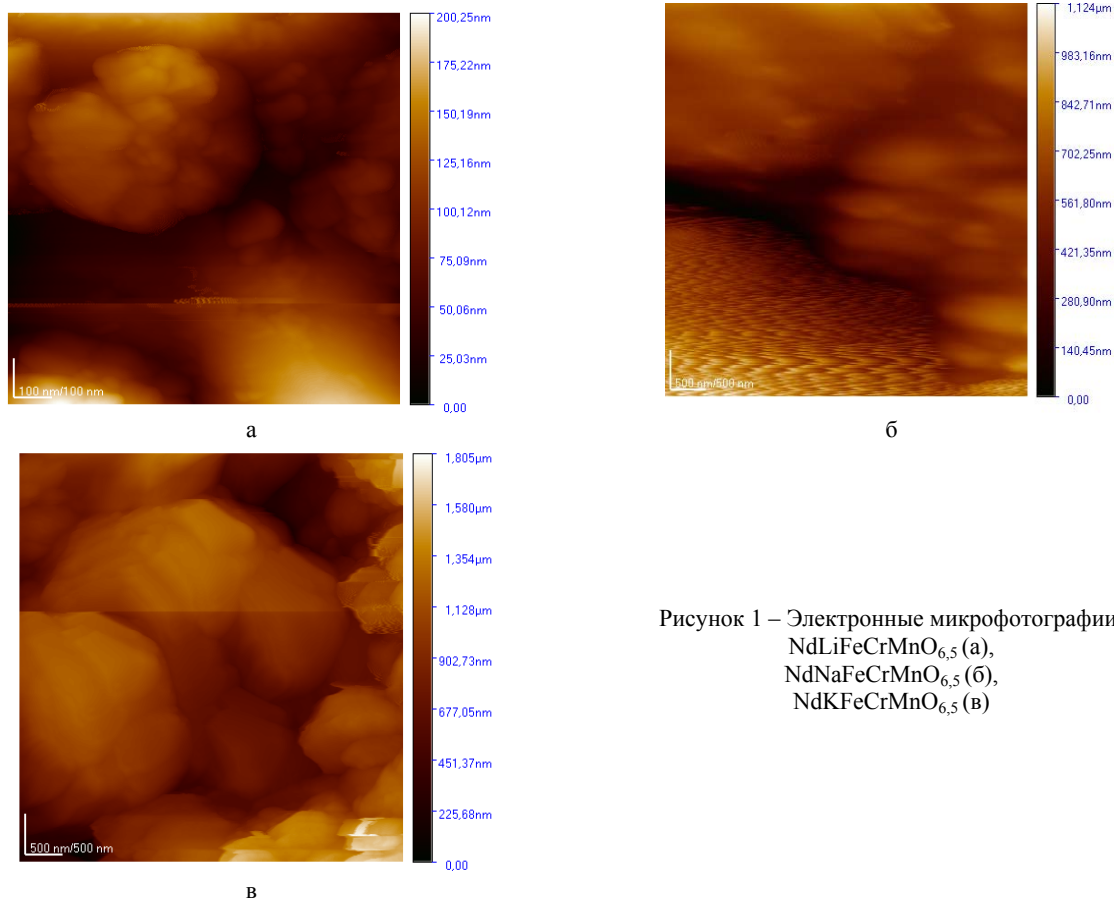 200,25nm
175,22nm
150,19nm
125,16nm
100,12nm
75,09nm
50,06nm
25,03nm
0,00
100 nm/100 nm
а
1,124µm
983,16nm
842,71nm
702,25nm
561,80nm
421,35nm
280,90nm
140,45nm
0,00
500 nm/500 nm
б
1,805µm
1,580µm
1,354µm
1,128µm
902,73nm
677,05nm
451,37nm
225,68nm
0,00
500 nm/500 nm
в
Рисунок 1 – Электронные микрофотографии
NdLiFeCrMnO6,5 (а),
NdNaFeCrMnO6,5 (б),
NdKFeCrMnO6,5 (в)